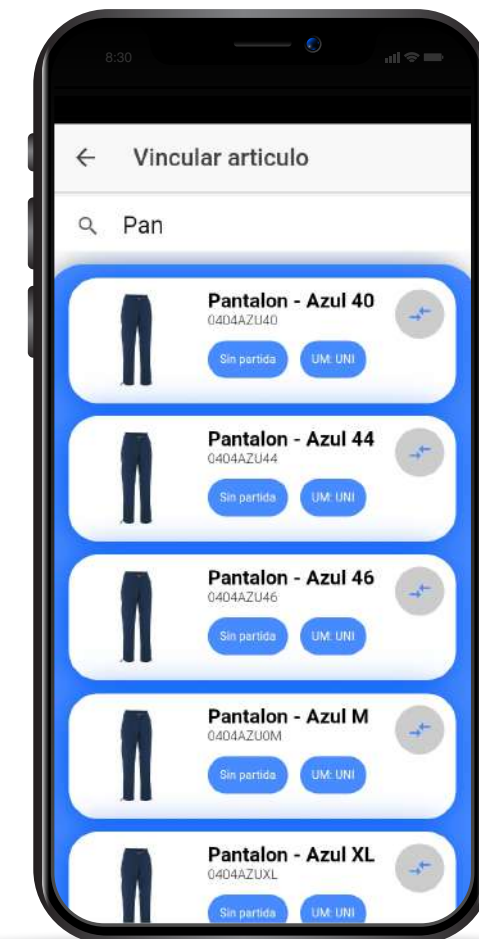 8:30
Vincular articulo
Pan
Pantalon - Azul 40
0404AZU40
Sin partida UM: UNI
Pantalon - Azul 44
0404AZU44
Sin partida UM: UNI
Pantalon - Azul 46
0404AZU46
Sin partida UM: UNI
Pantalon - Azul M
0404AZU0M
Sin partida UM: UNI
Pantalon - Azul XL
0404AZUXL
Sin partida UM: UNI